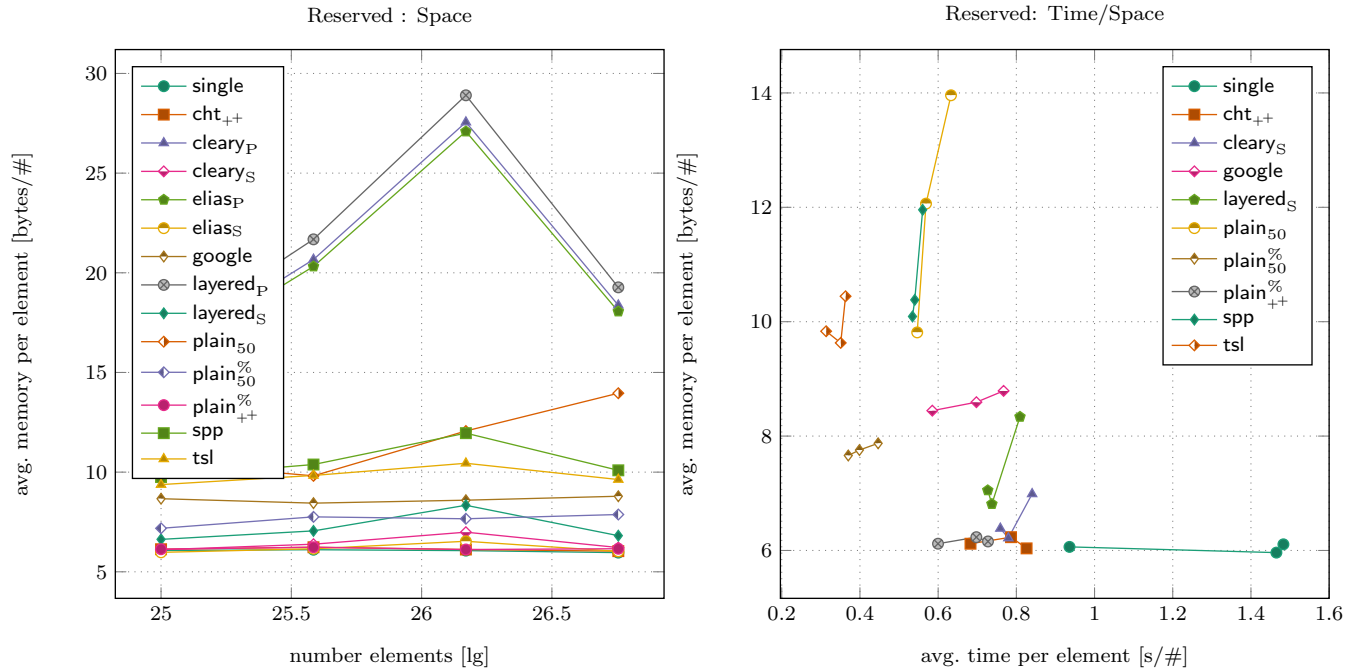 Reserved : Space
avg. memory per element [bytes/#]
30
25
20
15
10
5
single
cht++
clearyP
clearyS
eliasP
eliasS
google
layeredP
layeredS
plain50
plain%50
plain%++
spp
tsl
25
25.5
26
26.5
number elements [lg]
Reserved: Time/Space
avg. memory per element [bytes/#]
14
12
10
8
6
single
cht++
clearyS
google
layeredS
plain50
plain%50
plain%++
spp
tsl
0.2
0.4
0.6
0.8
1
1.2
1.4
1.6
avg. time per element [s/#]